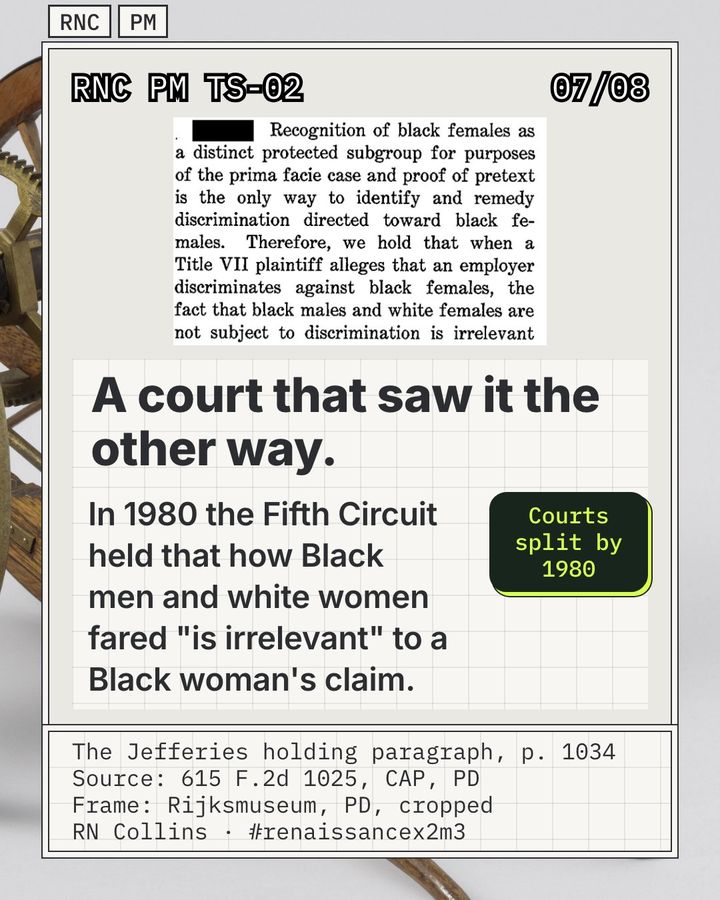 RNC PM
RNC PM TS-02 07/08
Recognition of black females as
a distinct protected subgroup for purposes
of the prima facie case and proof of pretext
is the only way to identify and remedy
discrimination directed toward black fe-
males. Therefore, we hold that when a
Title VII plaintiff alleges that an employer
discriminates against black females, the
fact that black males and white females are
not subject to discrimination is irrelevant
A court that saw it the
other way.
In 1980 the Fifth Circuit
held that how Black
men and white women
fared "is irrelevant" to a
Black woman's claim.
Courts
split by
1980
The Jefferies holding paragraph, p. 1034
Source: 615 F.2d 1025, CAP, PD
Frame: Rijksmuseum, PD, cropped
RN Collins · #renaissancex2m3